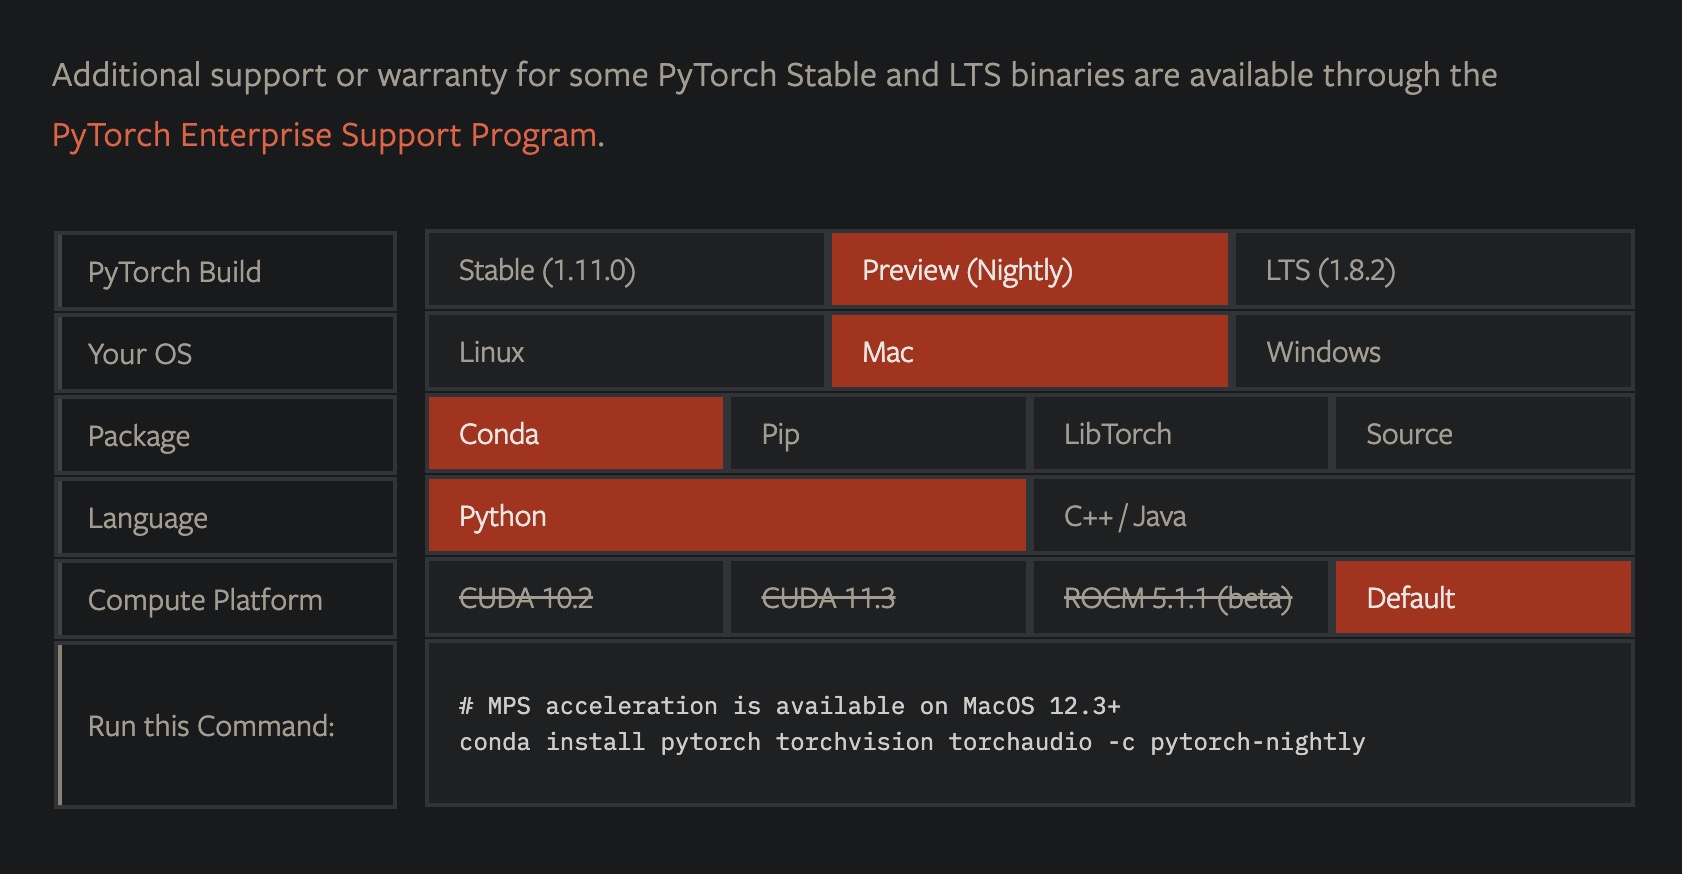 Additional support or warranty for some PyTorch Stable and LTS binaries are available through the
PyTorch Enterprise Support Program.
PyTorch Build
Stable (1.11.0)
Preview (Nightly)
LTS (1.8.2)
Your OS
Linux
Mac
Windows
Package
Conda
Pip
LibTorch
Source
Language
Python
C++ / Java
Compute Platform
CUDA 10.2
CUDA 11.3
ROCM 5.1.1 (beta)
Default
Run this Command:
# MPS acceleration is available on MacOS 12.3+
conda install pytorch torchvision torchaudio -c pytorch-nightly